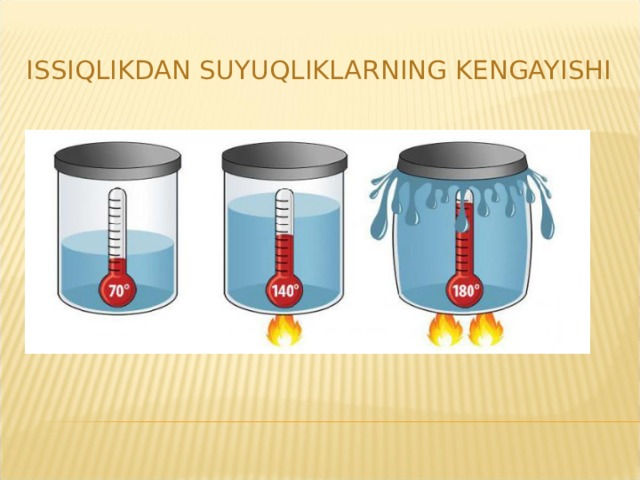 ISSIQLIKDAN SUYUQLIKLARNING KENGAYISHI
70° 140° 180°